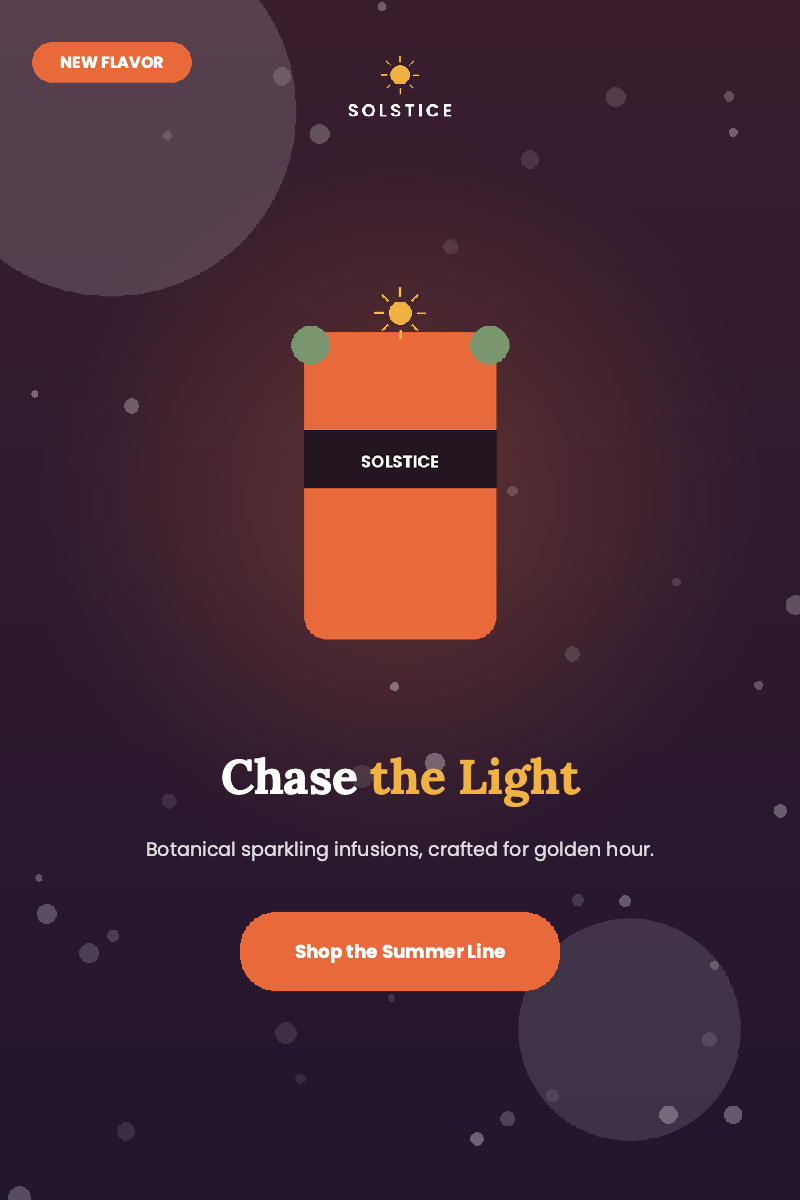 NEW FLAVOR
SOLSTICE
SOLSTICE
Chase the Light
Botanical sparkling infusions, crafted for golden hour.
Shop the Summer Line